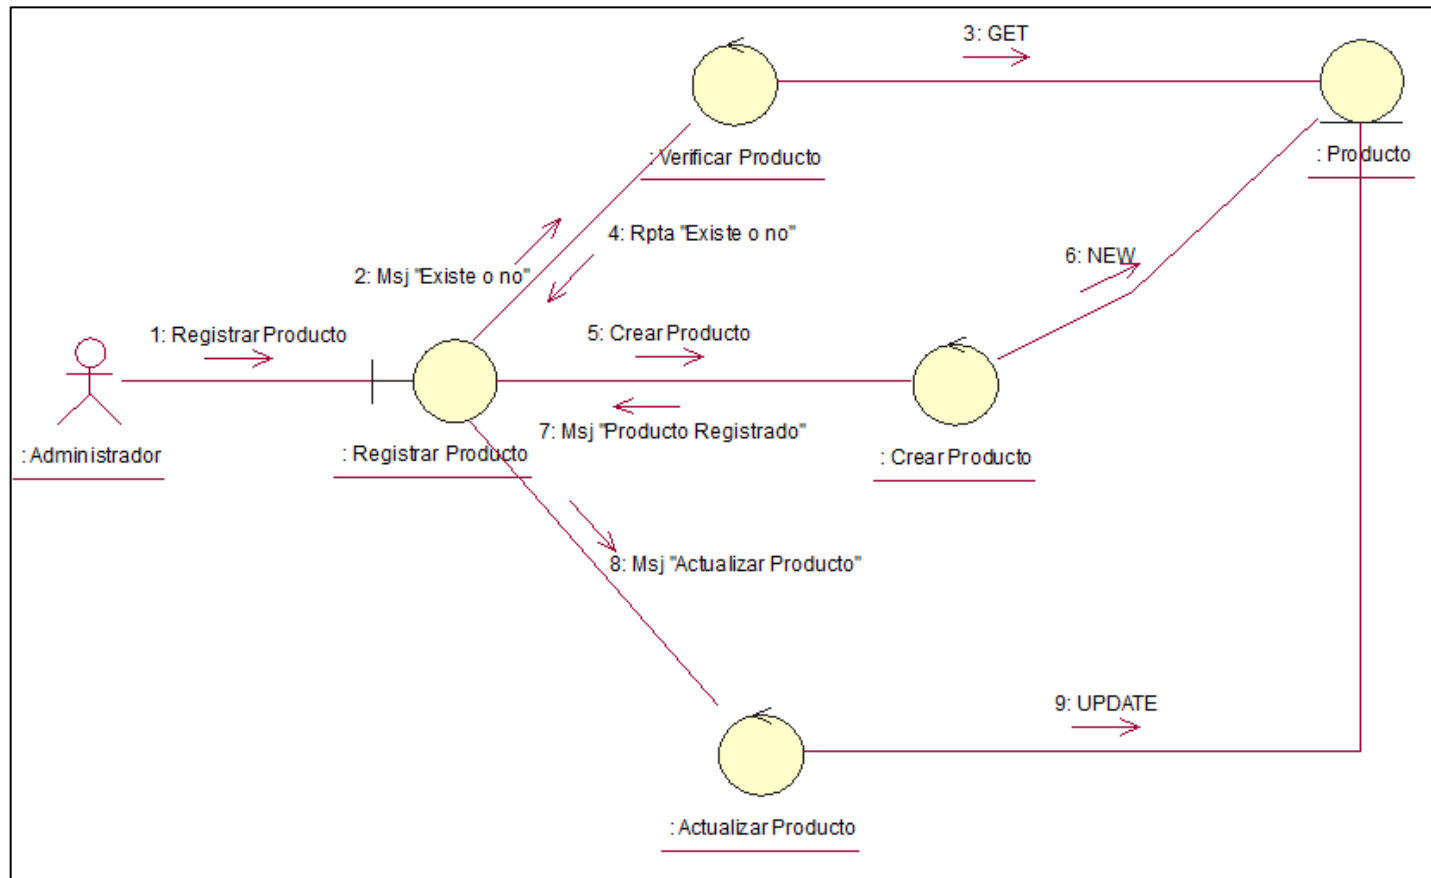 3: GET
: Verificar Producto
: Producto
4: Rpta "Existe o no"
2: Msj "Existe o no"
6: NEW
1: Registrar Producto
5: Crear Producto
7: Msj "Producto Registrado"
: Administrador
: Registrar Producto
: Crear Producto
8: Msj "Actualizar Producto"
9: UPDATE
: Actualizar Producto